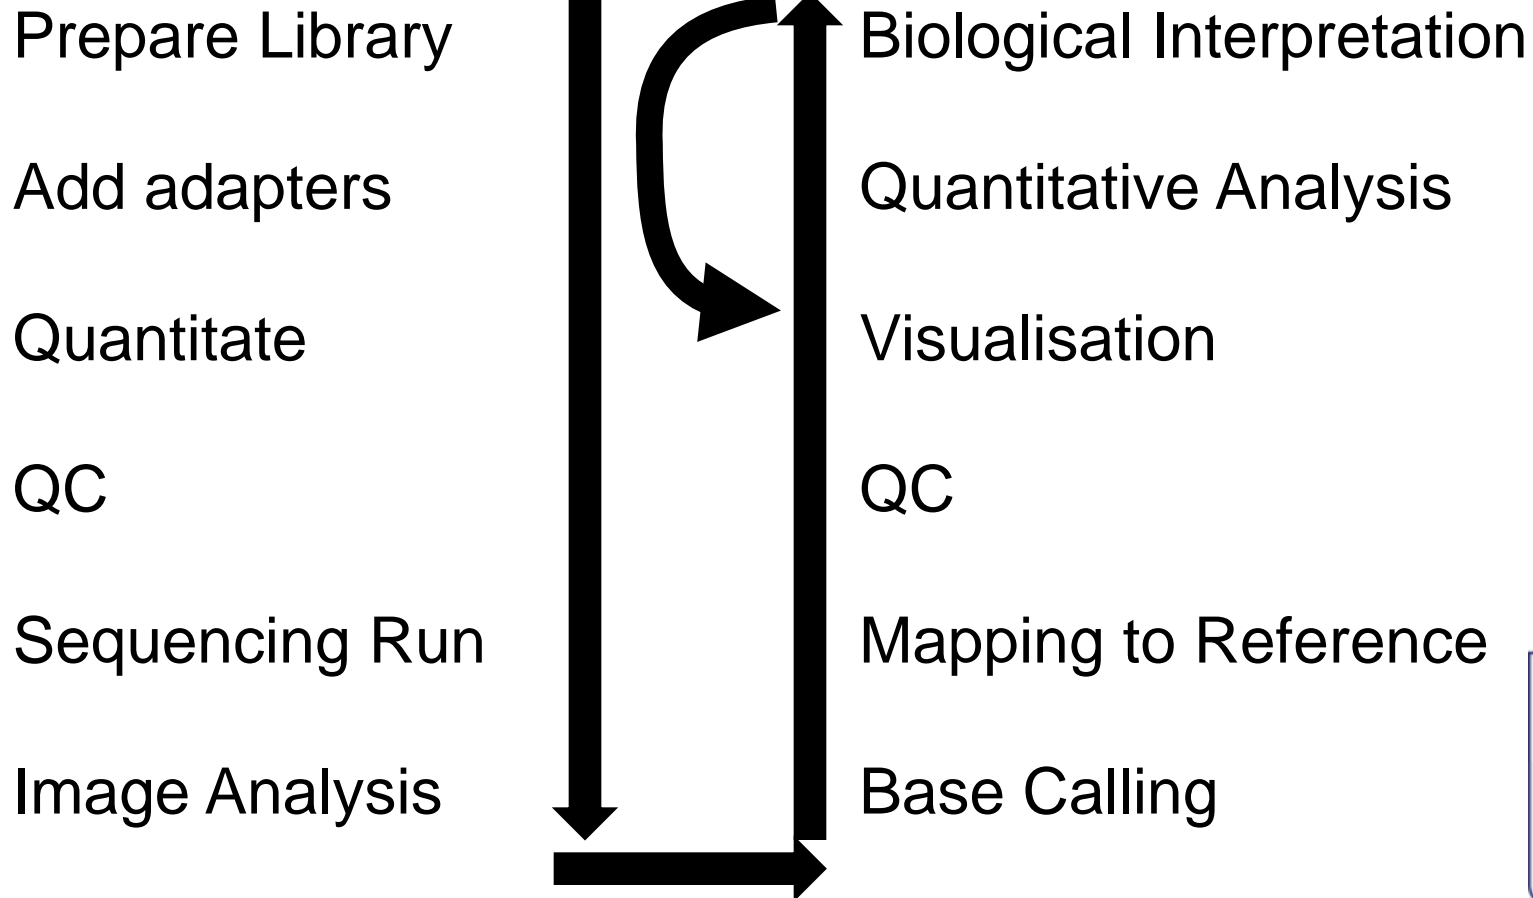 Prepare Library
Add adapters
Quantitate
QC
Sequencing Run
Image Analysis
Biological Interpretation
Quantitative Analysis
Visualisation
QC
Mapping to Reference
Base Calling